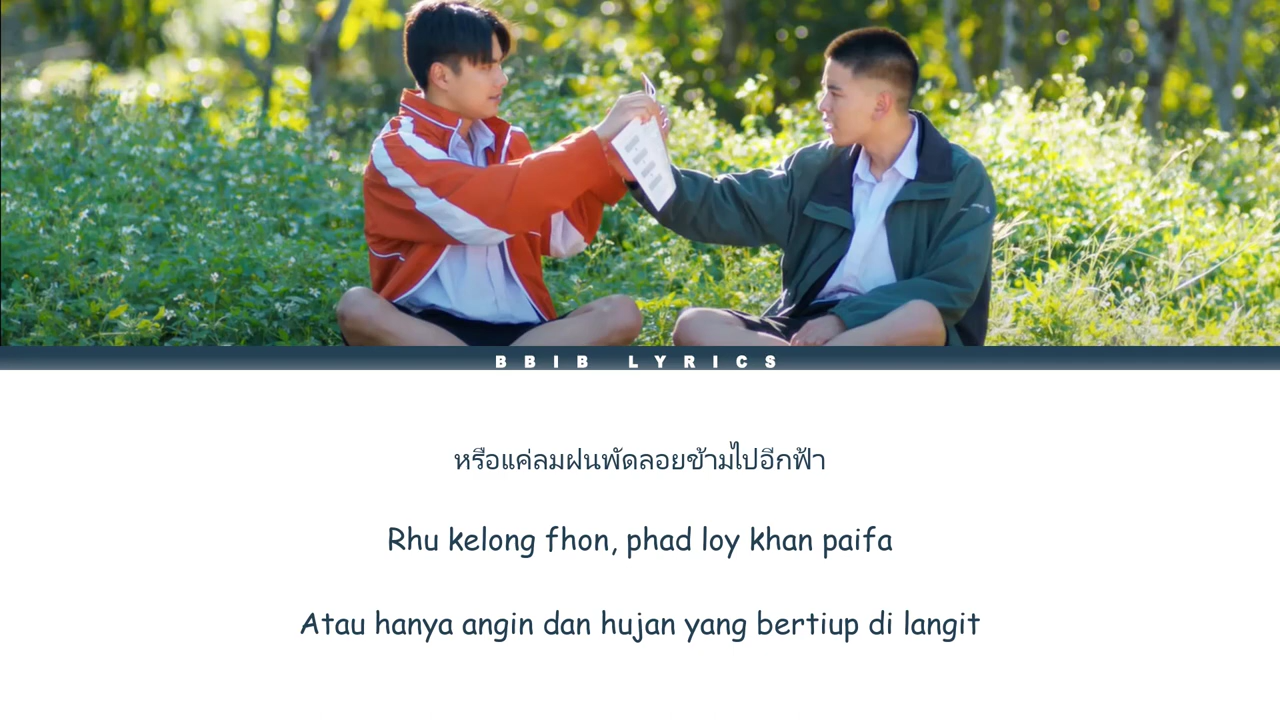 BBIB LYRICS
หรือแค่ลมฝนพัดลอยข้ามไปอีกฟ้า
Rhu kelong fhon, phad loy khan paifa
Atau hanya angin dan hujan yang bertiup di langit